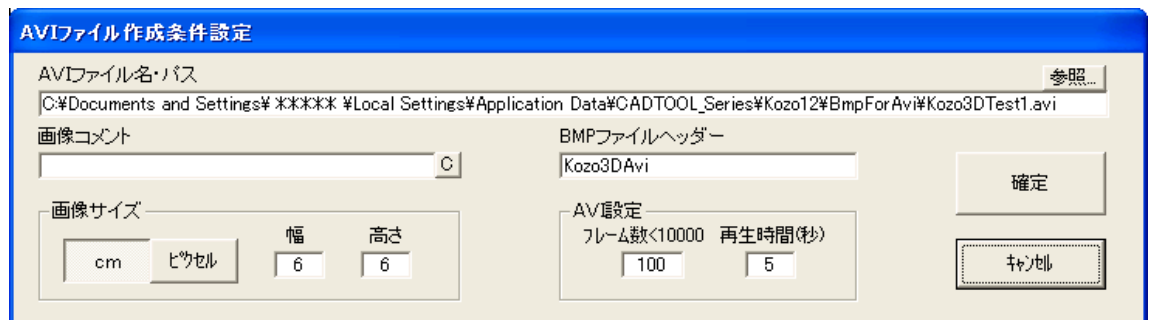 AVIファイル作成条件設定
AVIファイル名・パス
参照...
C:¥Documents and Settings¥ ***** ¥Local Settings¥Application Data¥CADTOOL_Series¥Kozo12¥BmpForAvi¥Kozo3DTest1.avi
画像コメント
BMPファイルヘッダー
C
Kozo3DAvi
確定
画像サイズ
AVI設定
幅
高さ
フレーム数<10000
再生時間(秒)
cm
ピクセル
6
6
100
5
キャンセル